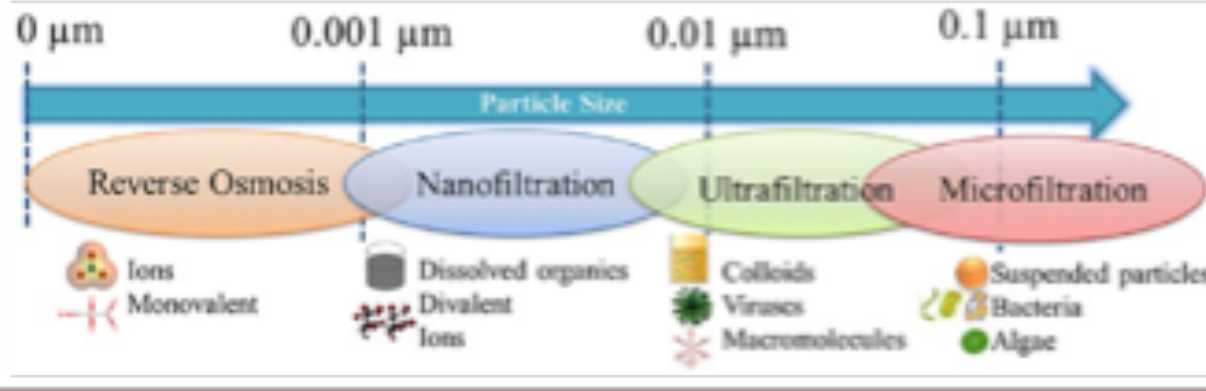 0 µm 0.001 µm 0.01 µm 0.1 µm
Particle Size
Reverse Osmosis Nanofiltration Ultrafiltration Microfiltration
Ions
Monovalent
Dissolved organics
Divalent
Ions
Colloids
Viruses
Macromolecules
Suspended particles
Bacteria
Algae